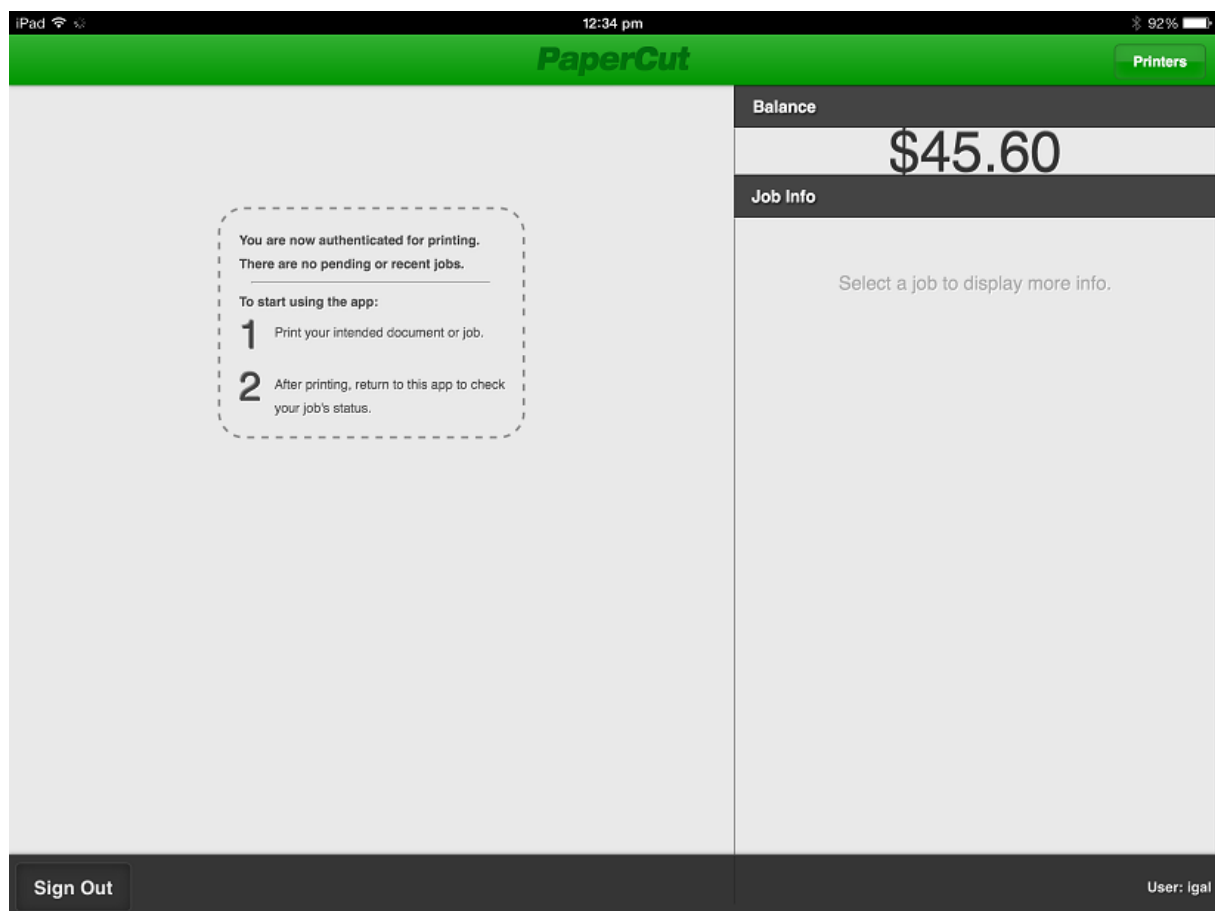 iPad 12:34 pm 92%
PaperCut
Printers
Balance
$45.60
Job Info
Select a job to display more info.
You are now authenticated for printing.
There are no pending or recent jobs.
To start using the app:
1 Print your intended document or job.
2 After printing, return to this app to check
your job's status.
Sign Out
User: igal